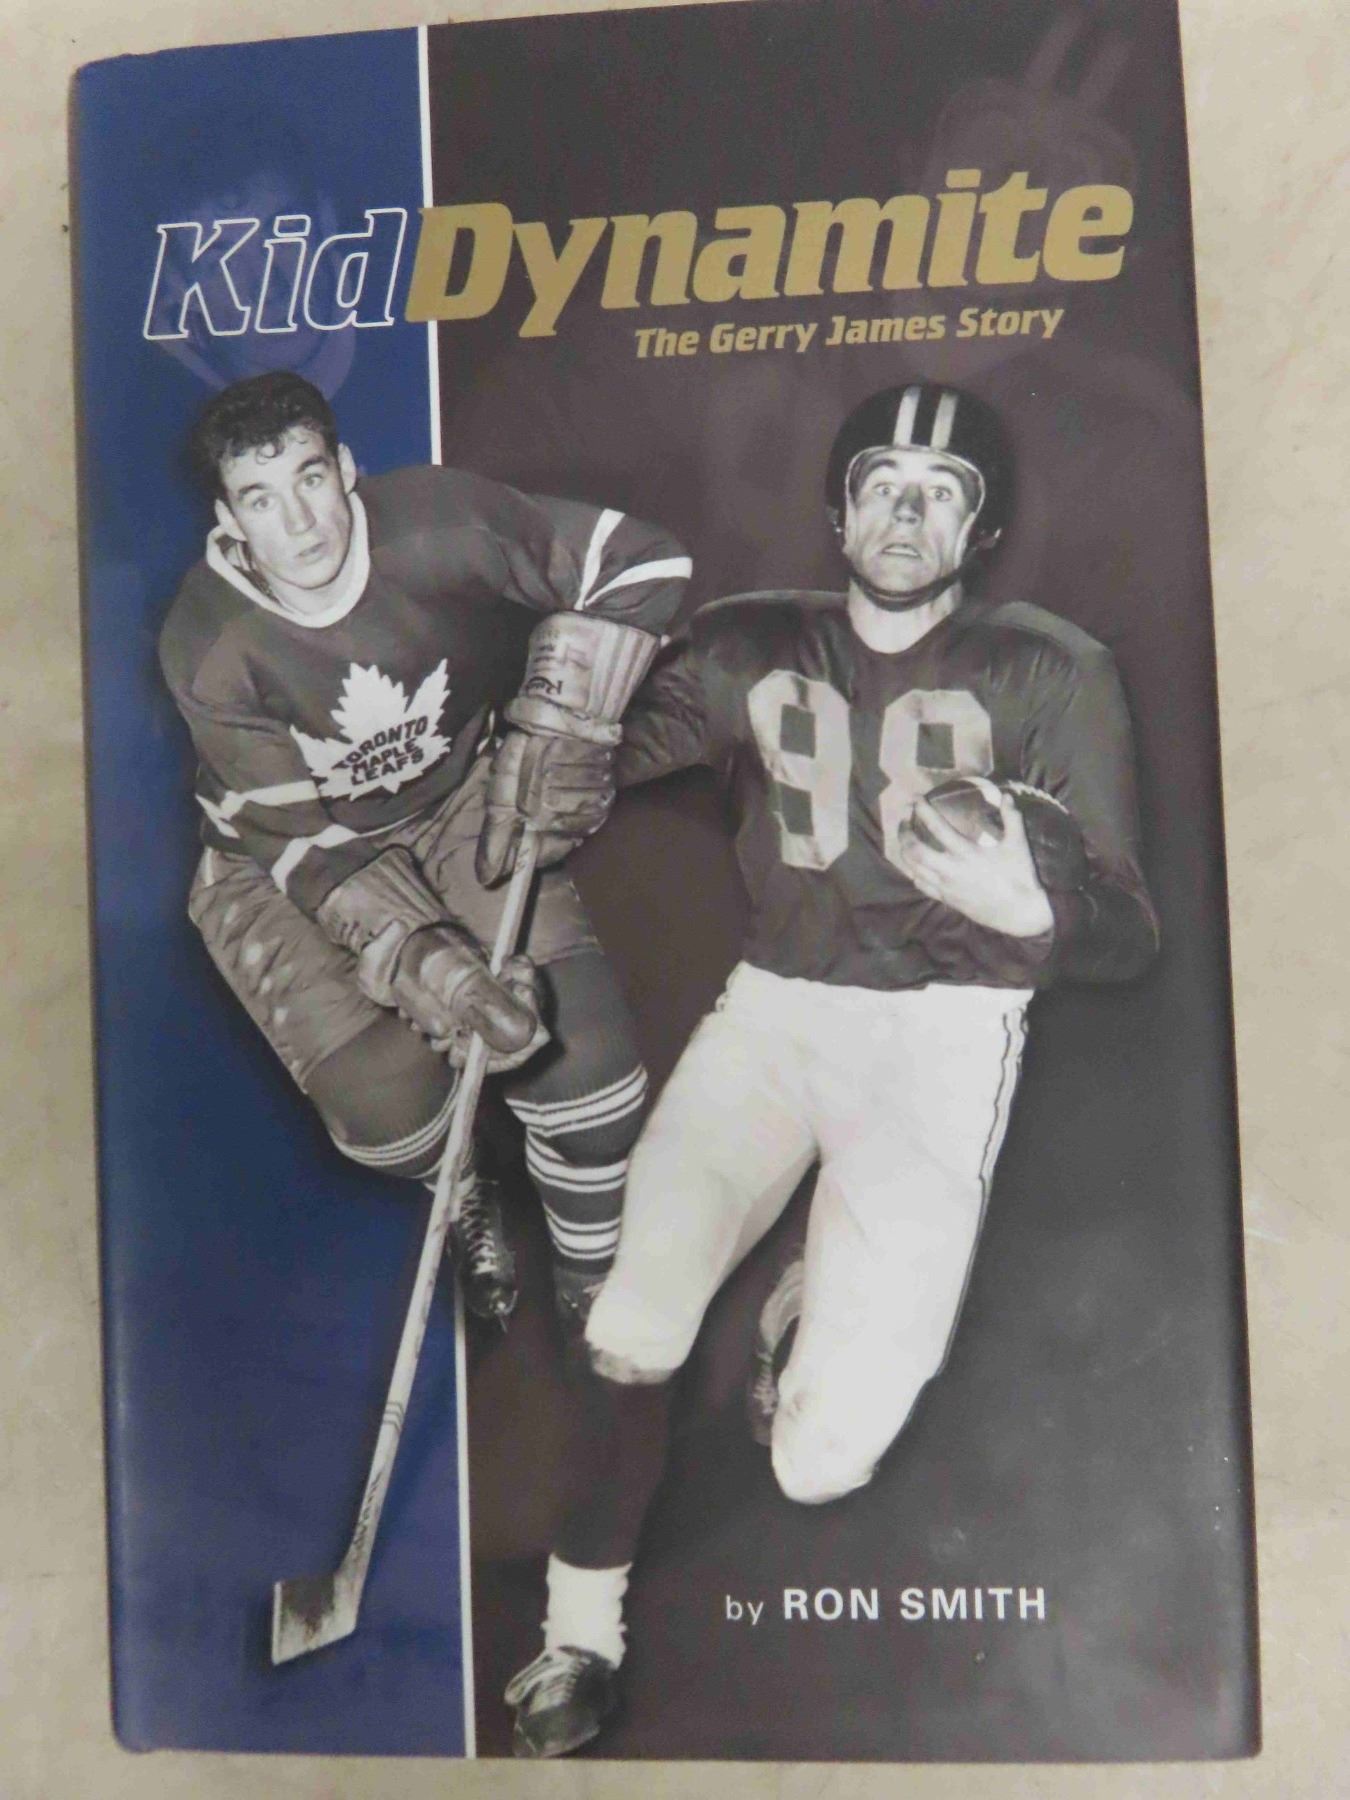 Kid Dynamite
The Gerry James Story
TORONTO
MAPLE
LEAFS
98
by RON SMITH